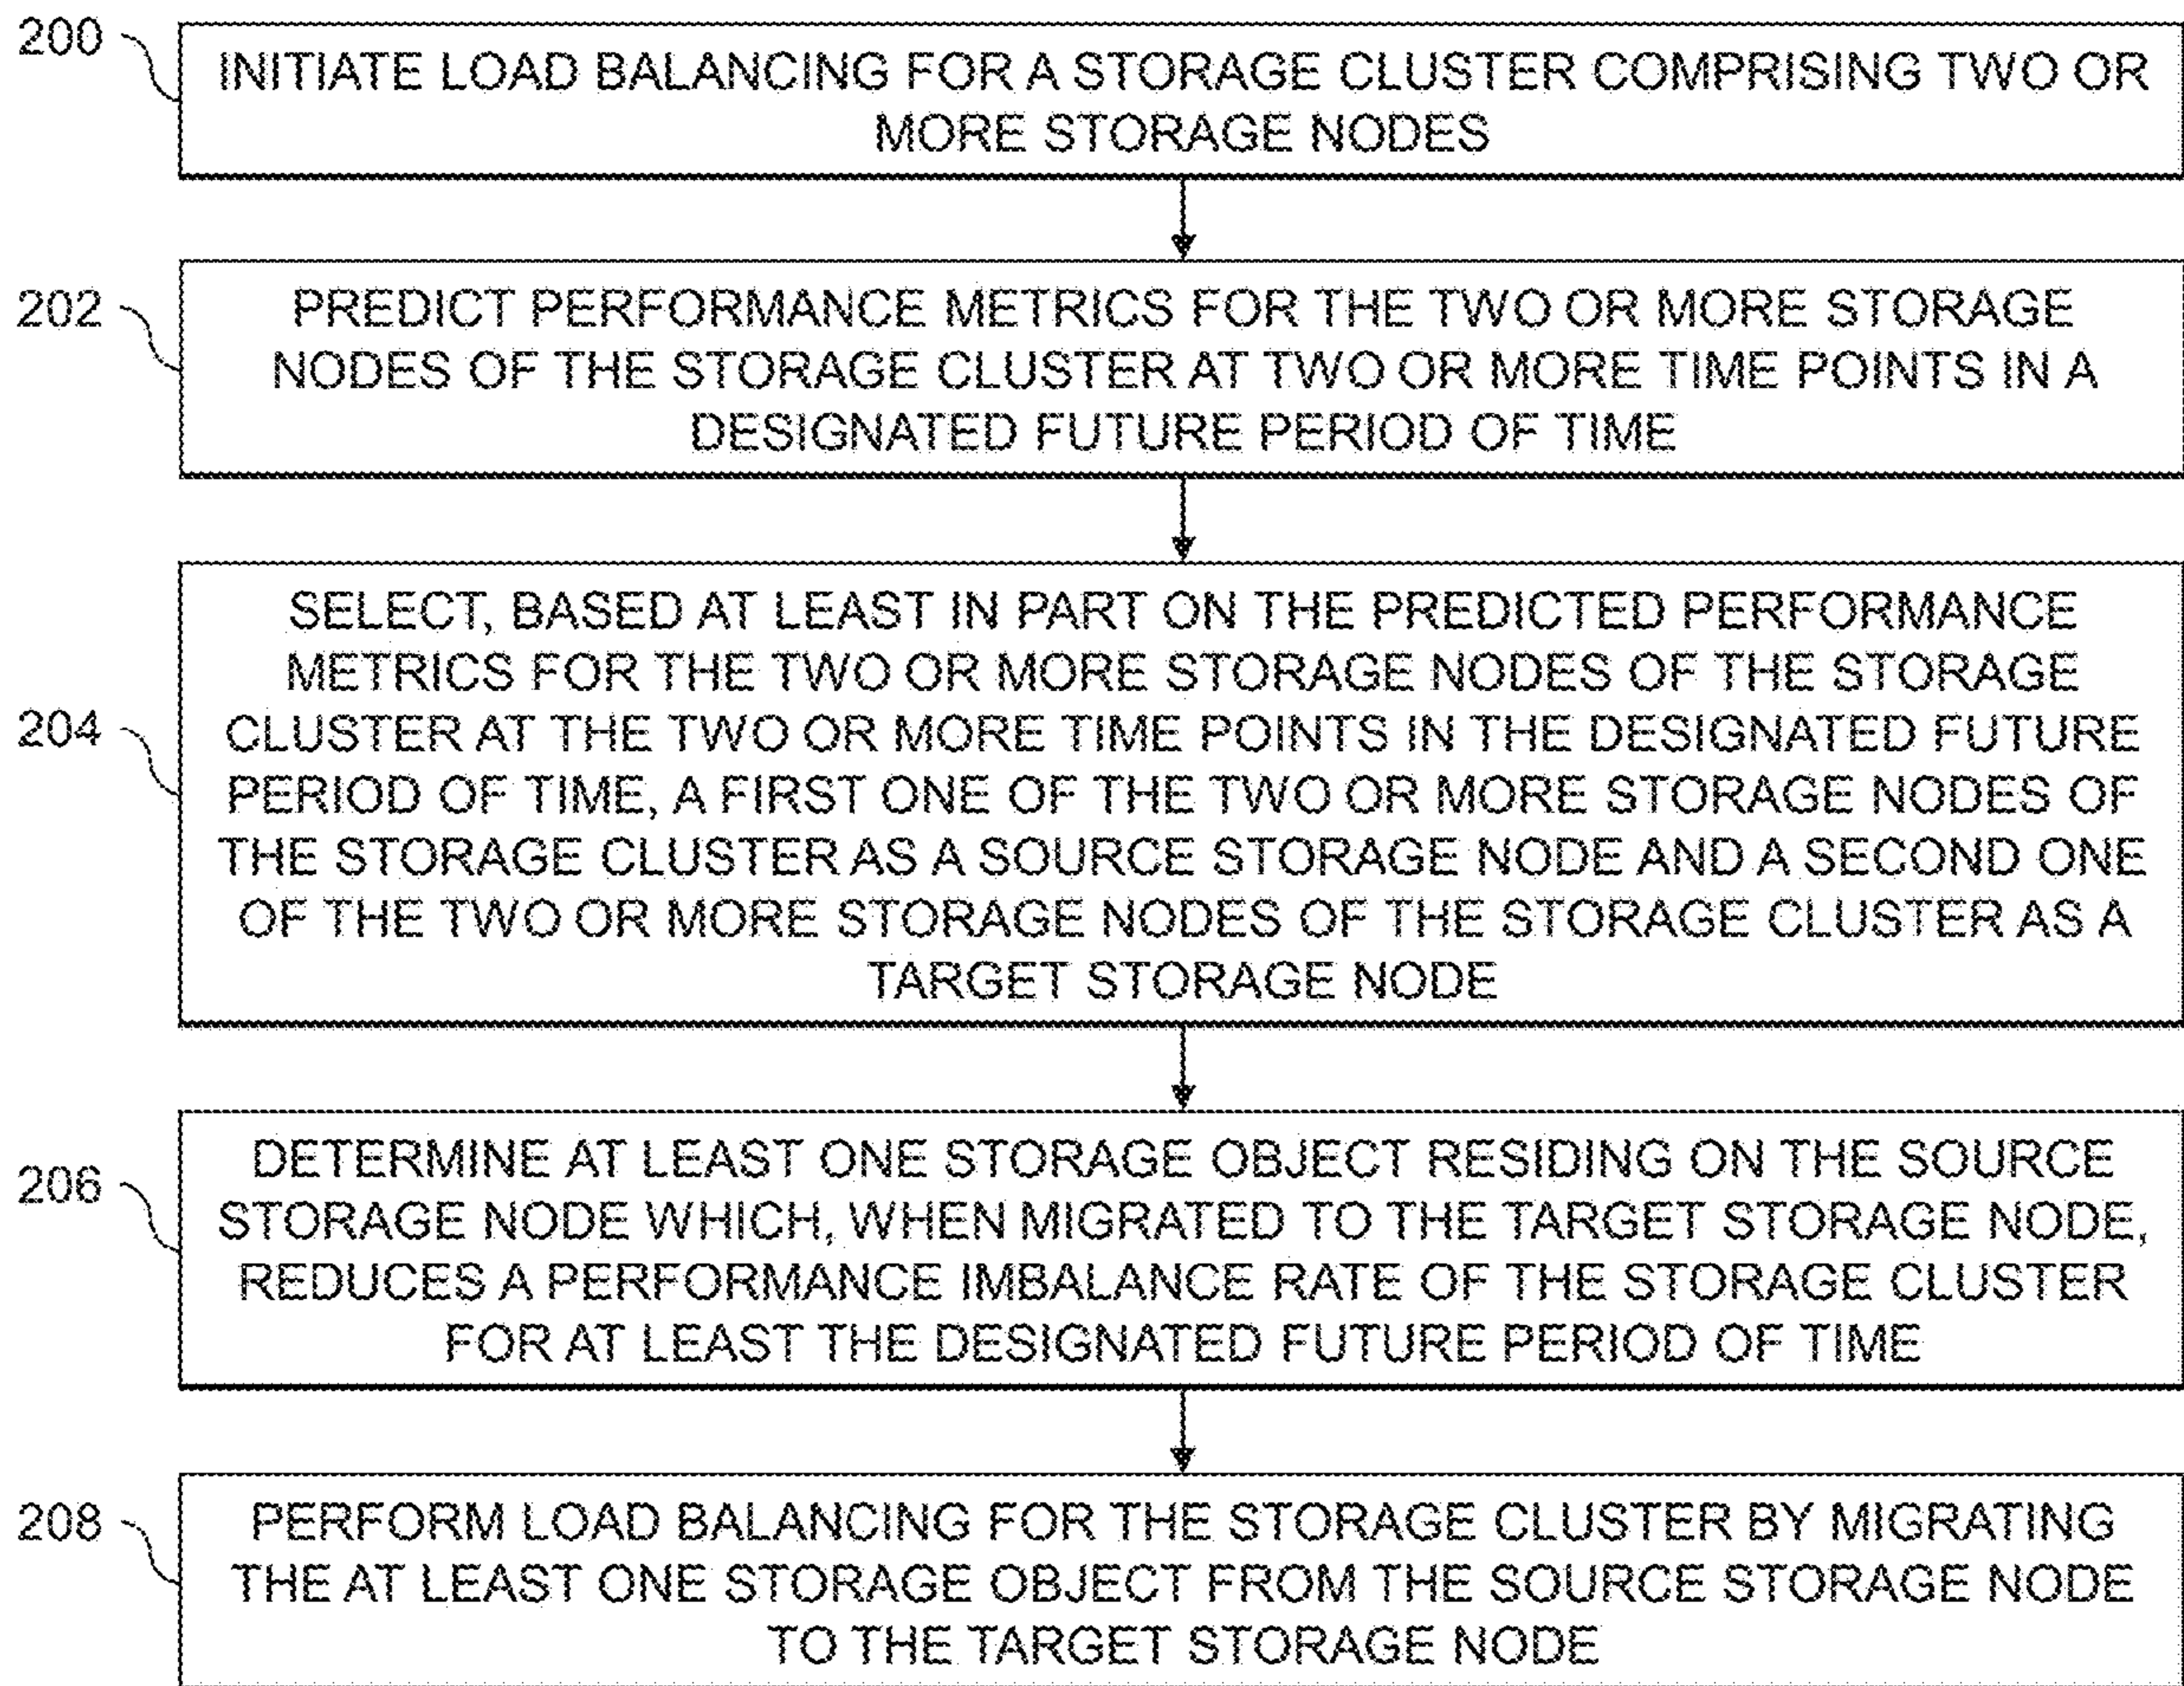 200
INITIATE LOAD BALANCING FOR A STORAGE CLUSTER COMPRISING TWO OR
MORE STORAGE NODES
202
PREDICT PERFORMANCE METRICS FOR THE TWO OR MORE STORAGE
NODES OF THE STORAGE CLUSTER AT TWO OR MORE TIME POINTS IN A
DESIGNATED FUTURE PERIOD OF TIME
204
SELECT, BASED AT LEAST IN PART ON THE PREDICTED PERFORMANCE
METRICS FOR THE TWO OR MORE STORAGE NODES OF THE STORAGE
CLUSTER AT THE TWO OR MORE TIME POINTS IN THE DESIGNATED FUTURE
PERIOD OF TIME, A FIRST ONE OF THE TWO OR MORE STORAGE NODES OF
THE STORAGE CLUSTER AS A SOURCE STORAGE NODE AND A SECOND ONE
OF THE TWO OR MORE STORAGE NODES OF THE STORAGE CLUSTER AS A
TARGET STORAGE NODE
206
DETERMINE AT LEAST ONE STORAGE OBJECT RESIDING ON THE SOURCE
STORAGE NODE WHICH, WHEN MIGRATED TO THE TARGET STORAGE NODE,
REDUCES A PERFORMANCE IMBALANCE RATE OF THE STORAGE CLUSTER
FOR AT LEAST THE DESIGNATED FUTURE PERIOD OF TIME
208
PERFORM LOAD BALANCING FOR THE STORAGE CLUSTER BY MIGRATING
THE AT LEAST ONE STORAGE OBJECT FROM THE SOURCE STORAGE NODE
TO THE TARGET STORAGE NODE